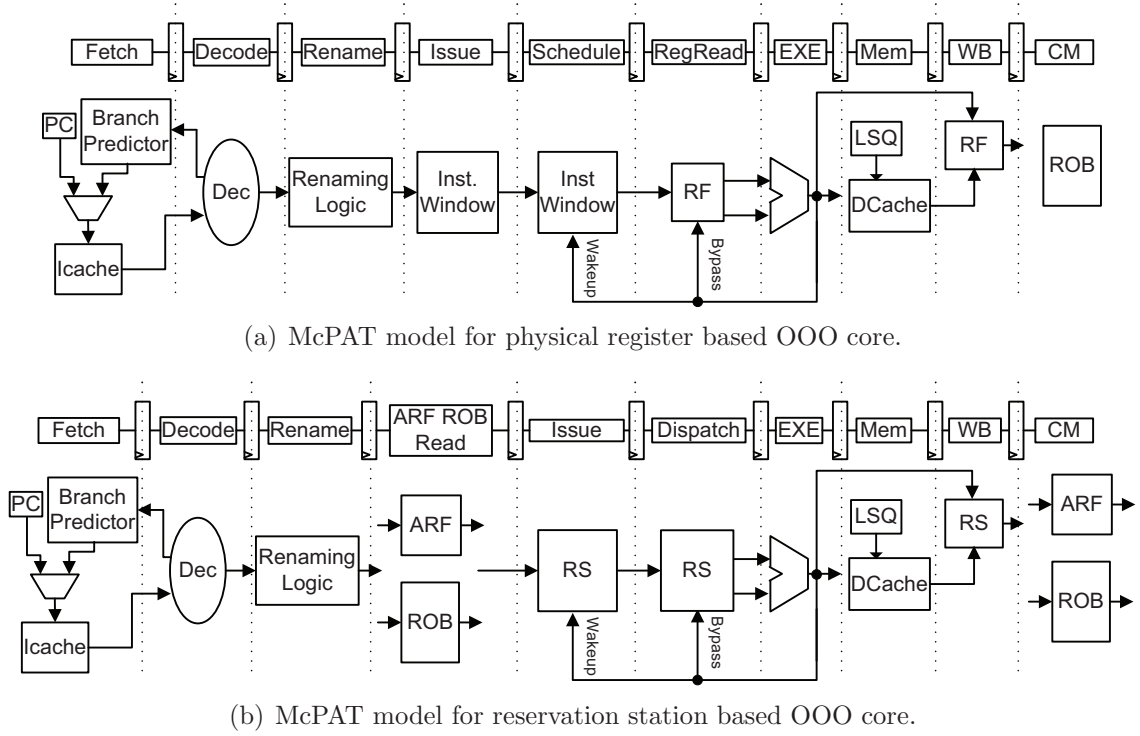 Fetch Decode Rename Issue Schedule RegRead EXE Mem WB CM
PC
Branch
Predictor
Icache
Dec
Renaming
Logic
Inst.
Window
Inst
Window
RF
LSQ
DCache
RF
ROB
Wakeup
Bypass
(a) McPAT model for physical register based OOO core.
Fetch Decode Rename ARF ROB
Read Issue Dispatch EXE Mem WB CM
PC
Branch
Predictor
Icache
Dec
Renaming
Logic
ARF
ROB
RS
RS
LSQ
DCache
RS
ARF
ROB
Wakeup
Bypass
(b) McPAT model for reservation station based OOO core.